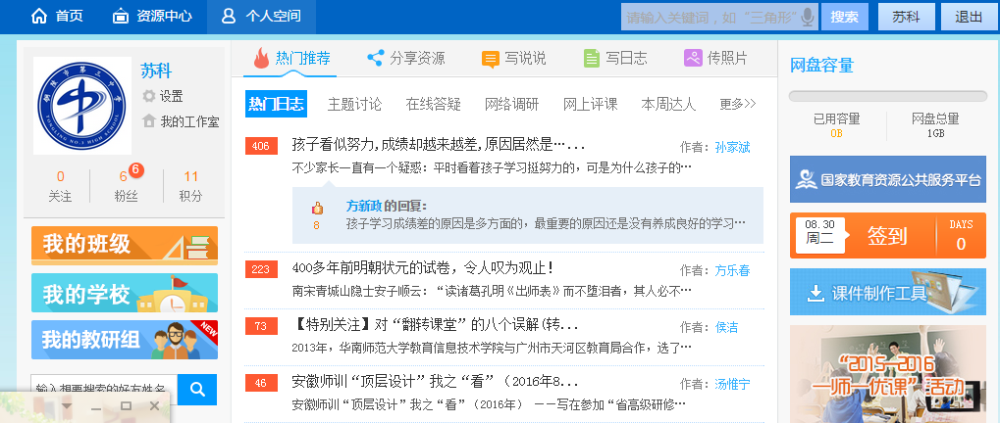 首页 资源中心 个人空间 请输入关键词，如“三角形” 搜索 苏科 退出
铜陵市第三中学
TONGLING NO.3 HIGH SCHOOL
苏科
设置
我的工作室
0 6 6 11
关注 粉丝 积分
我的班级
我的学校
我的教研组 NEW
输入想要搜索的好友姓名
热门推荐 分享资源 写说说 写日志 传照片
热门日志 主题讨论 在线答疑 网络调研 网上评课 本周达人 更多>>
406 孩子看似努力,成绩却越来越差,原因居然是…... 作者：孙家斌
不少家长一直有一个疑惑：平时看着孩子学习挺努力的，可是为什么孩子的…
方新政 的回复：
8 孩子学习成绩差的原因是多方面的，最重要的原因还是没有养成良好的学习…
223 400多年前明朝状元的试卷，令人叹为观止！ 作者：方乐春
南宋青城山隐士安子顺云：“读诸葛孔明《出师表》而不堕泪者，其人必不…
73 【特别关注】对“翻转课堂”的八个误解(转... 作者：侯洁
2013年，华南师范大学教育信息技术学院与广州市天河区教育局合作，选了…
46 安徽师训“顶层设计”我之“看”（2016年8... 作者：汤惟宁
安徽师训“顶层设计”我之“看”（2016年） ——写在参加“省高级研修…
网盘容量
已用容量 网盘总量
0B 1GB
国家教育资源公共服务平台
08.30 周二 签到 DAYS 0
课件制作工具
“2015-2016
一师一优课”活动